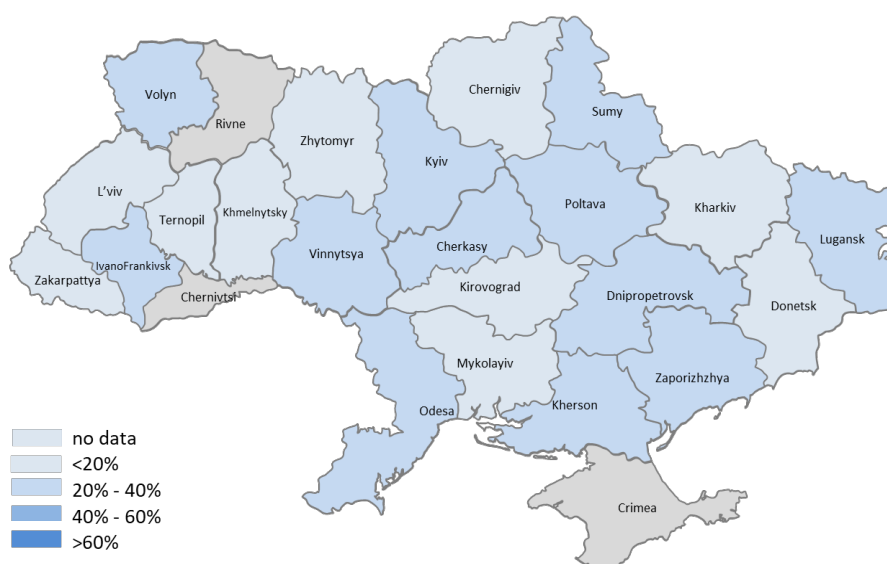 Volyn
Rivne
Zhytomyr
Chernigiv
Sumy
Kyiv
L'viv
Ternopil
Khmelnytsky
Poltava
Kharkiv
Lugansk
Vinnytsya
Cherkasy
IvanoFrankivsk
Zakarpattya
Chernivtsi
Kirovograd
Dnipropetrovsk
Donetsk
Mykolayiv
Zaporizhzhya
Odesa
Kherson
Crimea
no data
<20%
20% - 40%
40% - 60%
>60%